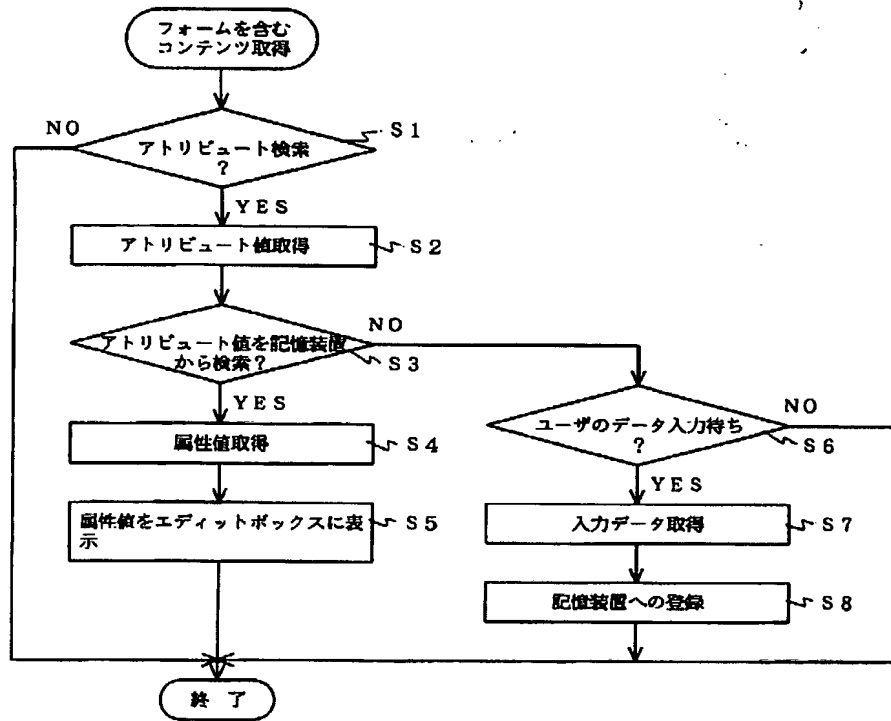 フォームを含む
コンテンツ取得
NO
S1
アトリビュート検索
?
YES
アトリビュート値取得
S2
アトリビュート値を記憶装置
から検索?
NO
S3
YES
属性値取得
S4
属性値をエディットボックスに表
示
S5
ユーザのデータ入力待ち
?
NO
S6
YES
入力データ取得
S7
記憶装置への登録
S8
終 了